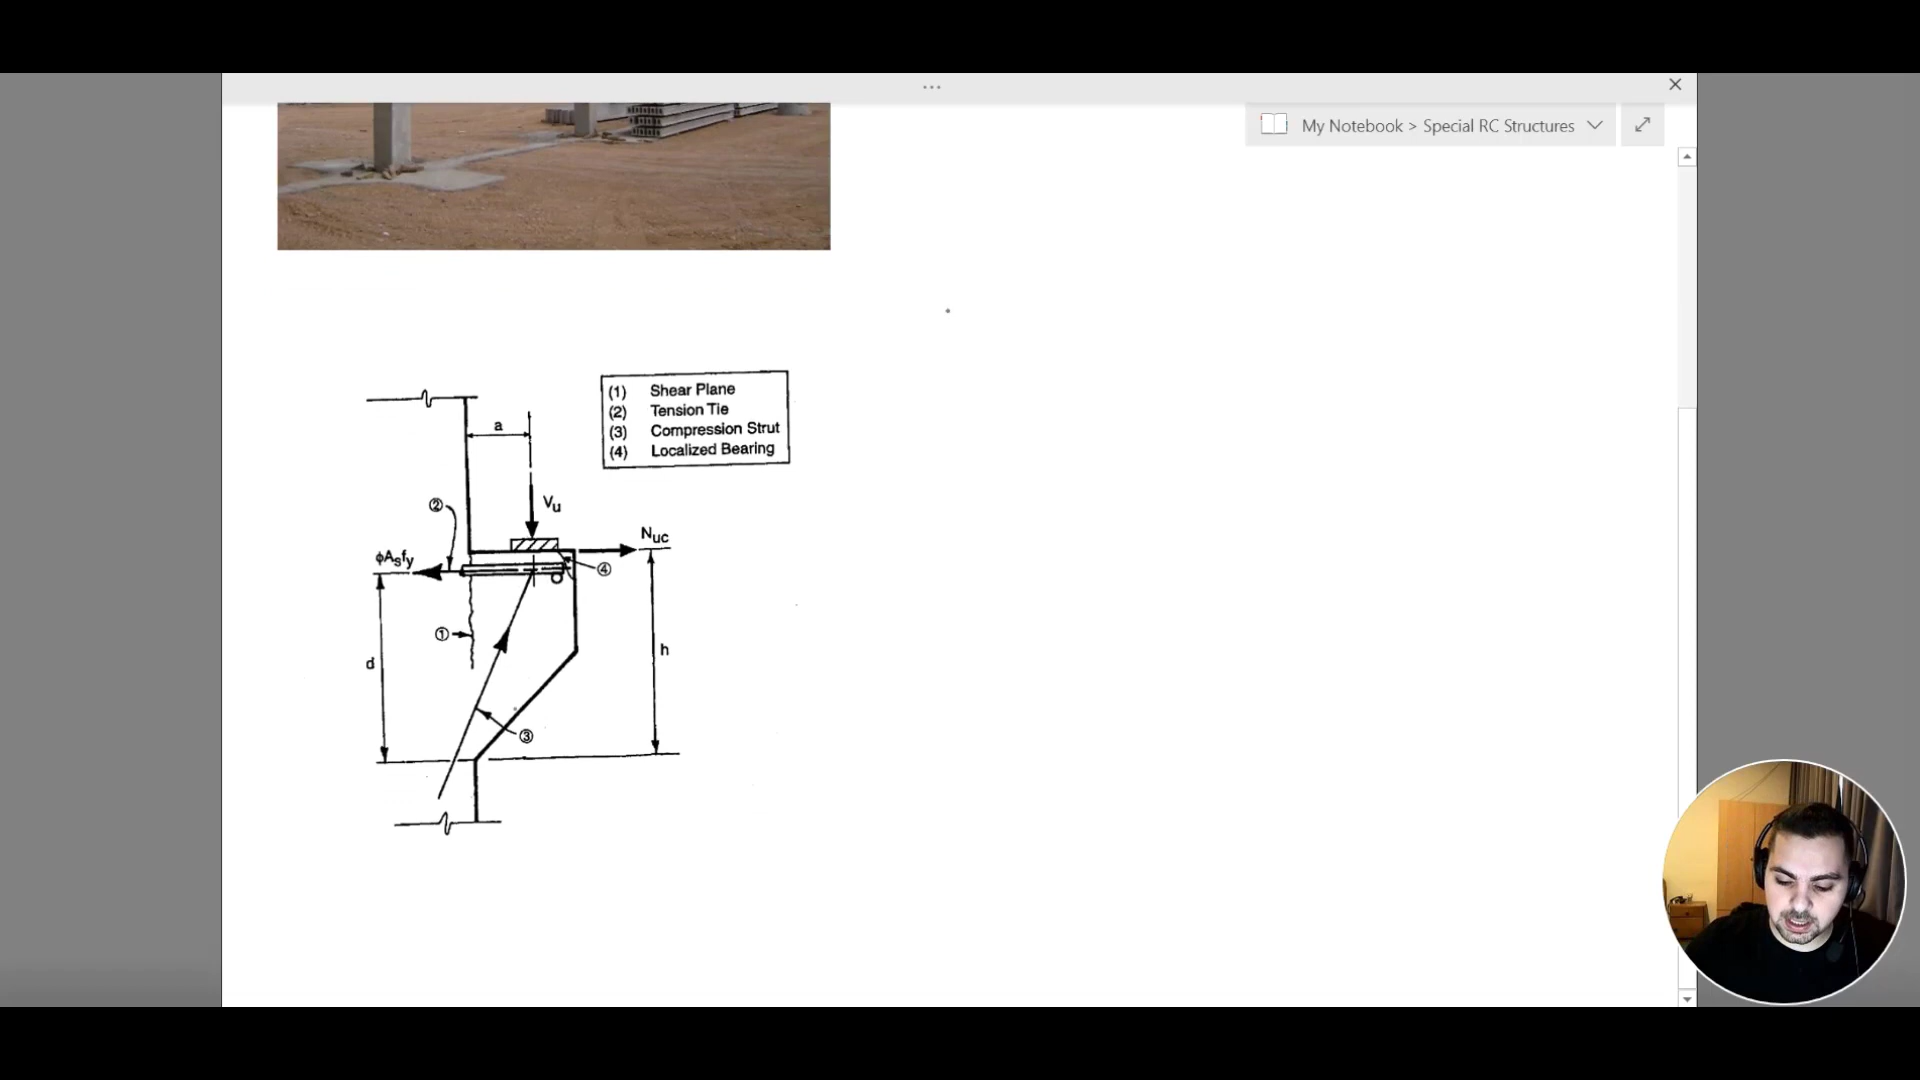 ...
My Notebook > Special RC Structures
(1) Shear Plane
(2) Tension Tie
(3) Compression Strut
(4) Localized Bearing
a
② Vu
Nuc
ϕAsfy
④
①
d h
③